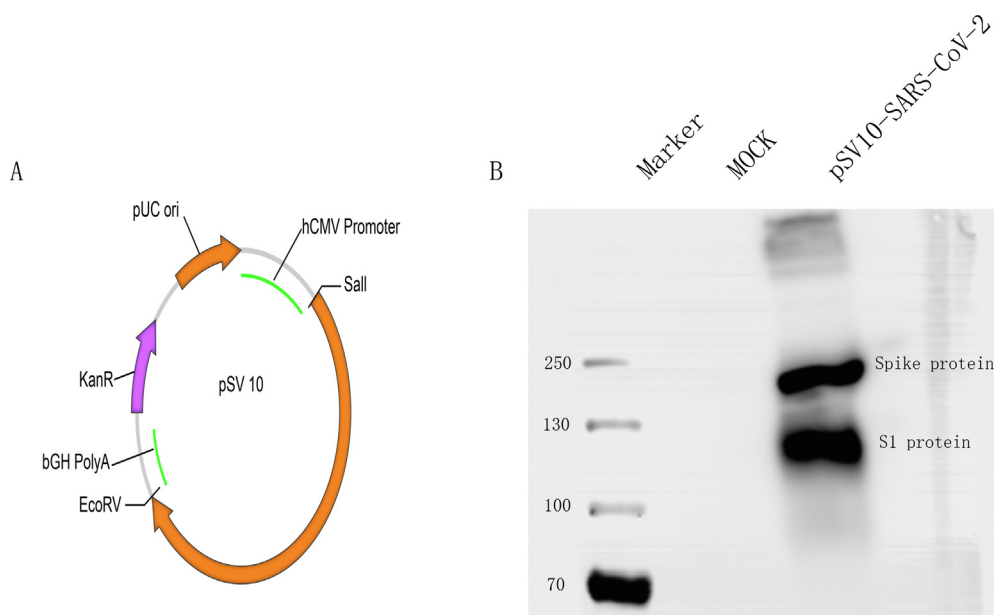 A
pUC ori
hCMV Promoter
SalI
KanR
pSV 10
bGH PolyA
EcoRV
B
Marker
MOCK
pSV10-SARS-CoV-2
250
Spike protein
130
S1 protein
100
70